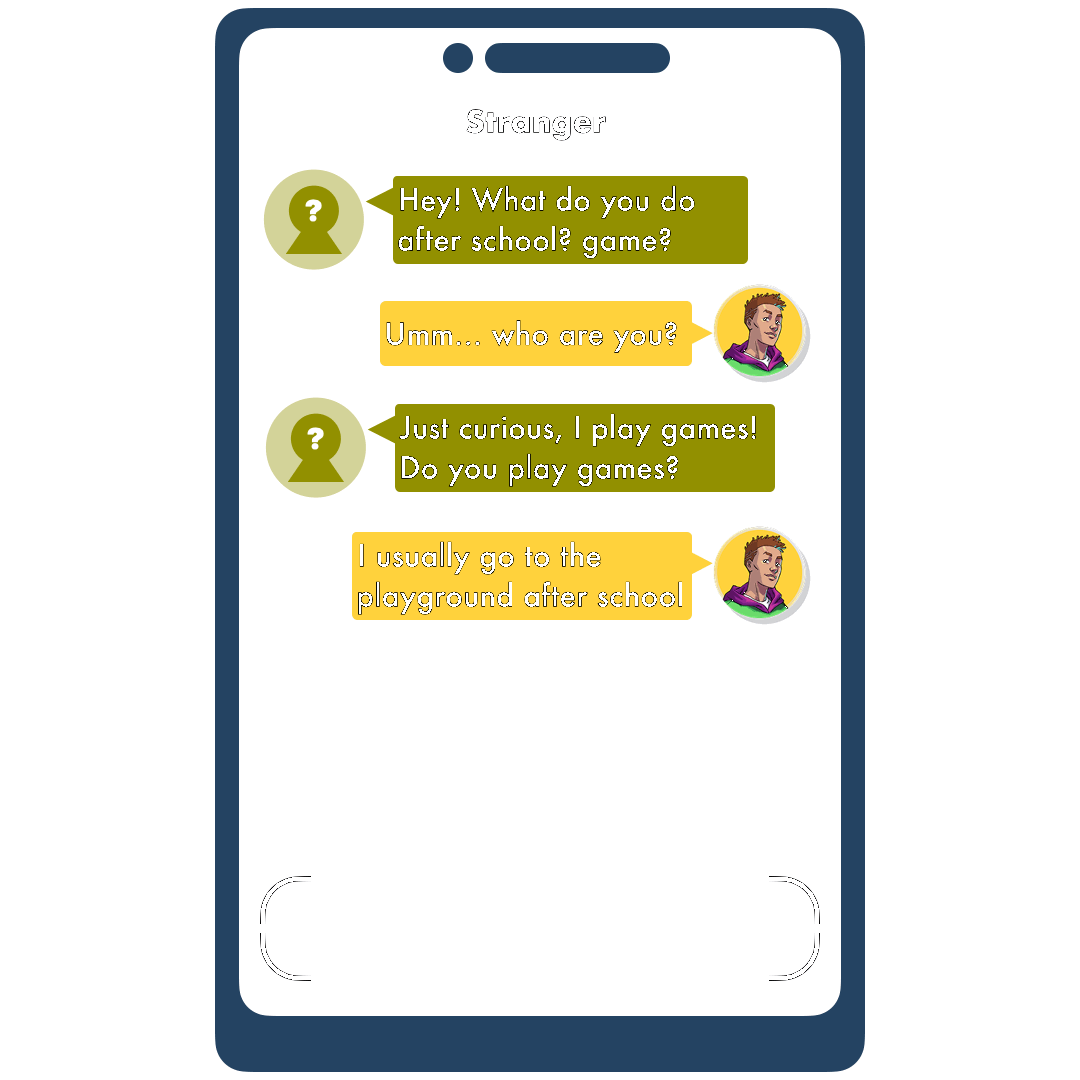 Stranger
?
Hey! What do you do
after school? game?
Umm... who are you?
?
Just curious, I play games!
Do you play games?
I usually go to the
playground after school